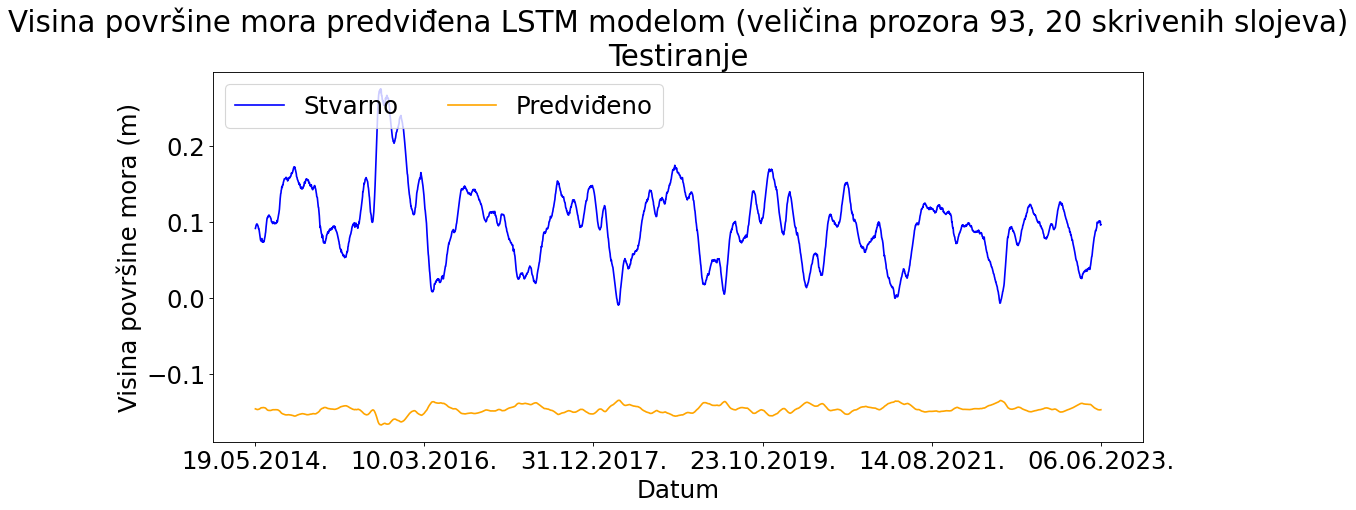 Visina površine mora predviđena LSTM modelom (veličina prozora 93, 20 skrivenih slojeva)
Testiranje
Stvarno Predviđeno
Visina površine mora (m)
0.2
0.1
0.0
−0.1
19.05.2014. 10.03.2016. 31.12.2017. 23.10.2019. 14.08.2021. 06.06.2023.
Datum